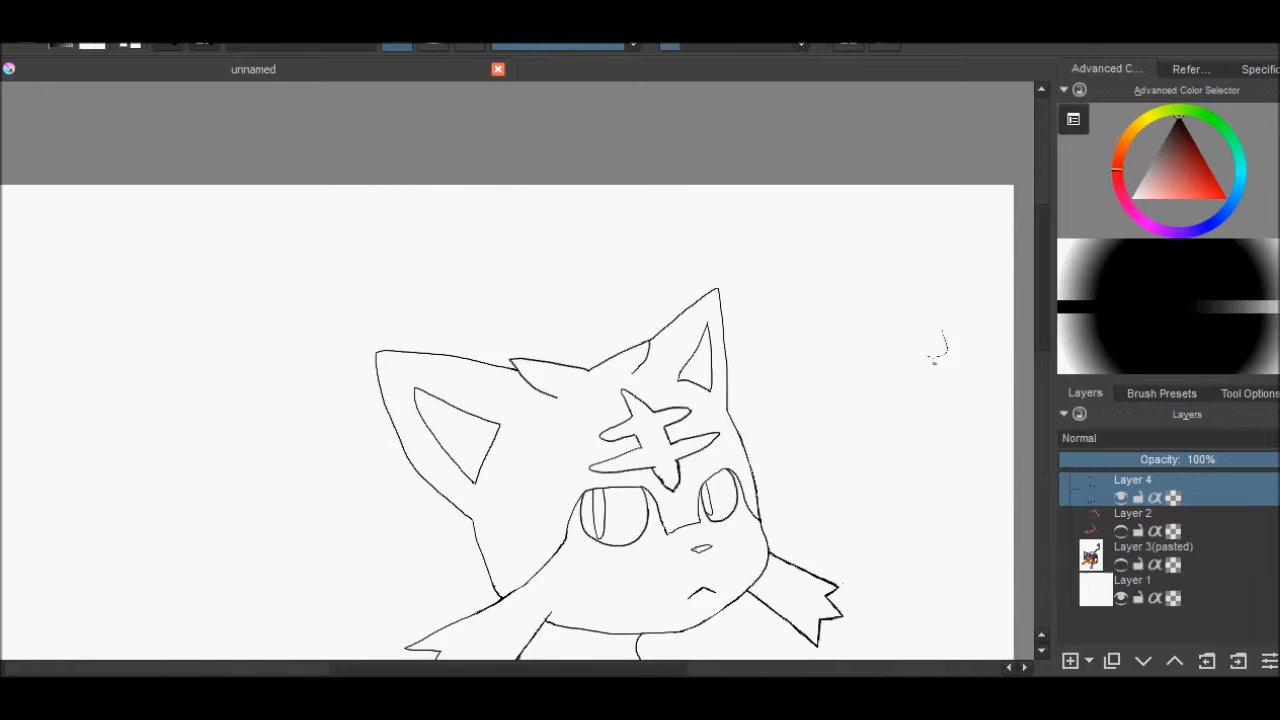 unnamed
Advanced C... Refer... Specific
Advanced Color Selector
Layers Brush Presets Tool Options
Layers
Normal
Opacity: 100%
Layer 4
Layer 2
Layer 3(pasted)
Layer 1